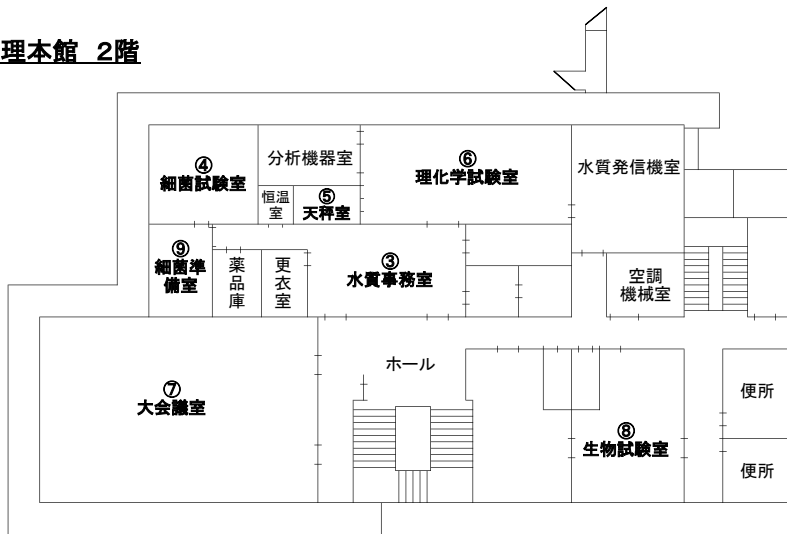 理本館 2階
④
細菌試験室
分析機器室
恒温
室
⑤
天秤室
⑥
理化学試験室
水質発信機室
⑨
細菌準
備室
薬品庫
更衣室
③
水質事務室
空調
機械室
⑦
大会議室
ホール
⑧
生物試験室
便所
便所